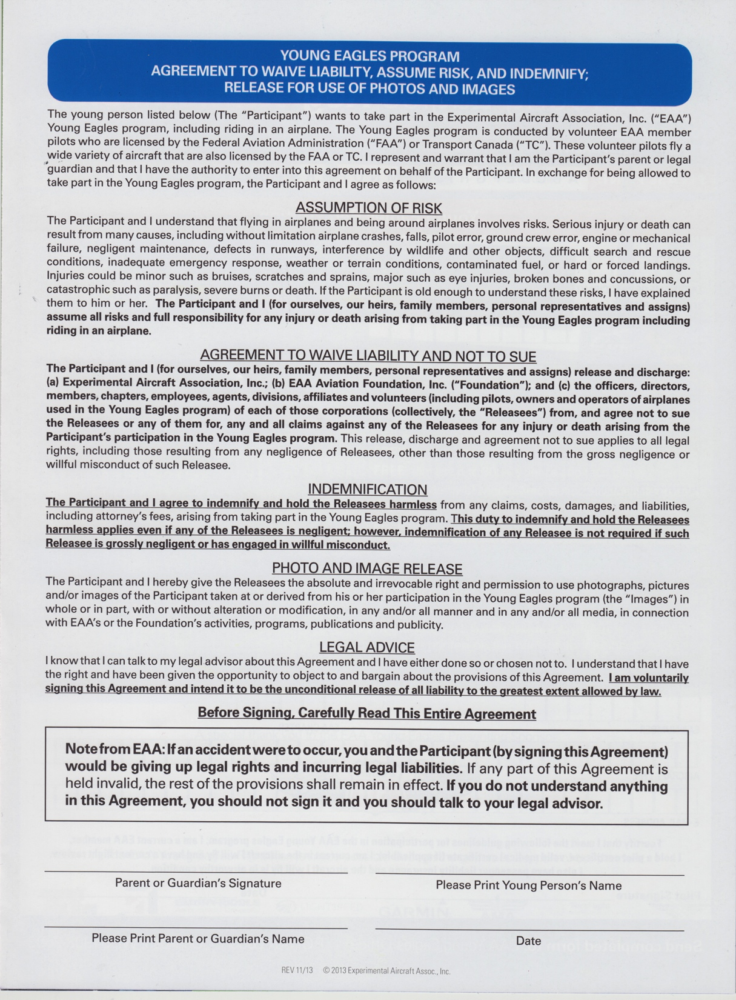 YOUNG EAGLES PROGRAM
AGREEMENT TO WAIVE LIABILITY, ASSUME RISK, AND INDEMNIFY;
RELEASE FOR USE OF PHOTOS AND IMAGES
The young person listed below (The “Participant”) wants to take part in the Experimental Aircraft Association, Inc. (“EAA”)
Young Eagles program, including riding in an airplane. The Young Eagles program is conducted by volunteer EAA member
pilots who are licensed by the Federal Aviation Administration (“FAA”) or Transport Canada (“TC”). These volunteer pilots fly a
wide variety of aircraft that are also licensed by the FAA or TC. I represent and warrant that I am the Participant’s parent or legal
guardian and that I have the authority to enter into this agreement on behalf of the Participant. In exchange for being allowed to
take part in the Young Eagles program, the Participant and I agree as follows:
ASSUMPTION OF RISK
The Participant and I understand that flying in airplanes and being around airplanes involves risks. Serious injury or death can
result from many causes, including without limitation airplane crashes, falls, pilot error, ground crew error, engine or mechanical
failure, negligent maintenance, defects in runways, interference by wildlife and other objects, difficult search and rescue
conditions, inadequate emergency response, weather or terrain conditions, contaminated fuel, or hard or forced landings.
Injuries could be minor such as bruises, scratches and sprains, major such as eye injuries, broken bones and concussions, or
catastrophic such as paralysis, severe burns or death. If the Participant is old enough to understand these risks, I have explained
them to him or her. The Participant and I (for ourselves, our heirs, family members, personal representatives and assigns)
assume all risks and full responsibility for any injury or death arising from taking part in the Young Eagles program including
riding in an airplane.
AGREEMENT TO WAIVE LIABILITY AND NOT TO SUE
The Participant and I (for ourselves, our heirs, family members, personal representatives and assigns) release and discharge:
(a) Experimental Aircraft Association, Inc.; (b) EAA Aviation Foundation, Inc. (“Foundation”); and (c) the officers, directors,
members, chapters, employees, agents, divisions, affiliates and volunteers (including pilots, owners and operators of airplanes
used in the Young Eagles program) of each of those corporations (collectively, the “Releasees”) from, and agree not to sue
the Releasees or any of them for, any and all claims against any of the Releasees for any injury or death arising from the
Participant’s participation in the Young Eagles program. This release, discharge and agreement not to sue applies to all legal
rights, including those resulting from any negligence of Releasees, other than those resulting from the gross negligence or
willful misconduct of such Releasee.
INDEMNIFICATION
The Participant and I agree to indemnify and hold the Releasees harmless from any claims, costs, damages, and liabilities,
including attorney’s fees, arising from taking part in the Young Eagles program. This duty to indemnify and hold the Releasees
harmless applies even if any of the Releasees is negligent; however, indemnification of any Releasee is not required if such
Releasee is grossly negligent or has engaged in willful misconduct.
PHOTO AND IMAGE RELEASE
The Participant and I hereby give the Releasees the absolute and irrevocable right and permission to use photographs, pictures
and/or images of the Participant taken at or derived from his or her participation in the Young Eagles program (the “Images”) in
whole or in part, with or without alteration or modification, in any and/or all manner and in any and/or all media, in connection
with EAA’s or the Foundation’s activities, programs, publications and publicity.
LEGAL ADVICE
I know that I can talk to my legal advisor about this Agreement and I have either done so or chosen not to. I understand that I have
the right and have been given the opportunity to object to and bargain about the provisions of this Agreement. I am voluntarily
signing this Agreement and intend it to be the unconditional release of all liability to the greatest extent allowed by law.
Before Signing, Carefully Read This Entire Agreement
Note from EAA: If an accident were to occur, you and the Participant (by signing this Agreement)
would be giving up legal rights and incurring legal liabilities. If any part of this Agreement is
held invalid, the rest of the provisions shall remain in effect. If you do not understand anything
in this Agreement, you should not sign it and you should talk to your legal advisor.
Parent or Guardian’s Signature
Please Print Young Person’s Name
Please Print Parent or Guardian’s Name
Date
REV 11/13 © 2013 Experimental Aircraft Assoc., Inc.